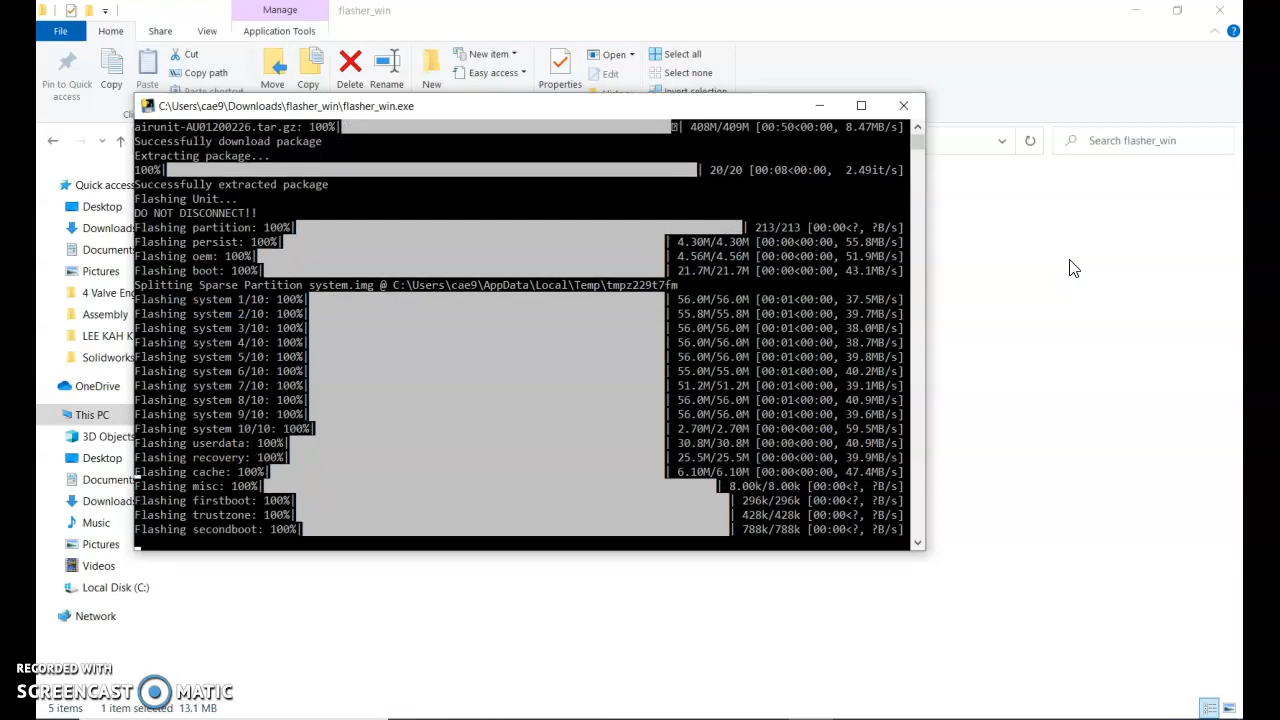 Manage
flasher_win
File
Home
Share
View
Application Tools
Pin to Quick access
Copy
Paste
Cut
Copy path
Paste shortcut
Move
Copy
Delete
Rename
New
New item
Easy access
Properties
Open
Edit
Select all
Select none
Invert selection
C:\Users\cae9\Downloads\flasher_win\flasher_win.exe
Search flasher_win
Quick access
Desktop
Download
Document
Pictures
4 Valve Eng
Assembly
LEE KAH K
Solidworks
OneDrive
This PC
3D Objects
Desktop
Document
Download
Music
Pictures
Videos
Local Disk (C:)
Network
airunit-AU01200226.tar.gz: 100%| | 408M/409M [00:50<00:00, 8.47MB/s]
Successfully download package
Extracting package...
100%| | 20/20 [00:08<00:00, 2.49it/s]
Successfully extracted package
Flashing Unit...
DO NOT DISCONNECT!!
Flashing partition: 100%| | 213/213 [00:00<?, ?B/s]
Flashing persist: 100%| | 4.30M/4.30M [00:00<00:00, 55.8MB/s]
Flashing oem: 100%| | 4.56M/4.56M [00:00<00:00, 51.9MB/s]
Flashing boot: 100%| | 21.7M/21.7M [00:00<00:00, 43.1MB/s]
Splitting Sparse Partition system.img @ C:\Users\cae9\AppData\Local\Temp\tmpz229t7fm
Flashing system 1/10: 100%| | 56.0M/56.0M [00:01<00:00, 37.5MB/s]
Flashing system 2/10: 100%| | 55.8M/55.8M [00:01<00:00, 39.7MB/s]
Flashing system 3/10: 100%| | 56.0M/56.0M [00:01<00:00, 38.0MB/s]
Flashing system 4/10: 100%| | 56.0M/56.0M [00:01<00:00, 38.7MB/s]
Flashing system 5/10: 100%| | 56.0M/56.0M [00:01<00:00, 39.8MB/s]
Flashing system 6/10: 100%| | 55.0M/55.0M [00:01<00:00, 40.2MB/s]
Flashing system 7/10: 100%| | 51.2M/51.2M [00:01<00:00, 39.1MB/s]
Flashing system 8/10: 100%| | 56.0M/56.0M [00:01<00:00, 40.9MB/s]
Flashing system 9/10: 100%| | 56.0M/56.0M [00:01<00:00, 39.6MB/s]
Flashing system 10/10: 100%| | 2.70M/2.70M [00:00<00:00, 59.5MB/s]
Flashing userdata: 100%| | 30.8M/30.8M [00:00<00:00, 40.9MB/s]
Flashing recovery: 100%| | 25.5M/25.5M [00:00<00:00, 39.9MB/s]
Flashing cache: 100%| | 6.10M/6.10M [00:00<00:00, 47.4MB/s]
Flashing misc: 100%| | 8.00k/8.00k [00:00<?, ?B/s]
Flashing firstboot: 100%| | 296k/296k [00:00<?, ?B/s]
Flashing trustzone: 100%| | 428k/428k [00:00<?, ?B/s]
Flashing secondboot: 100%| | 788k/788k [00:00<?, ?B/s]
RECORDED WITH
SCREENCAST MATIC
5 items
1 item selected
13.1 MB